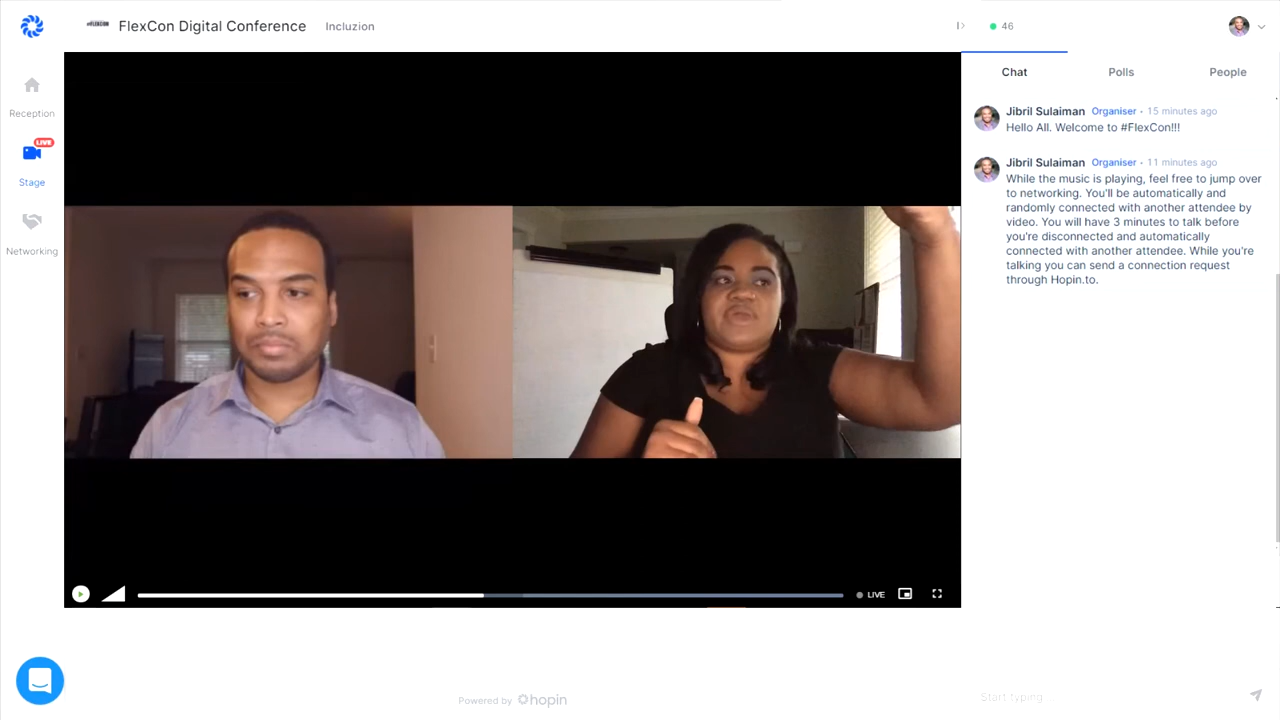 #FLEXCON FlexCon Digital Conference Incluzion
46
Reception
LIVE
Stage
Networking
Chat Polls People
Jibril Sulaiman Organiser • 15 minutes ago
Hello All. Welcome to #FlexCon!!!
Jibril Sulaiman Organiser • 11 minutes ago
While the music is playing, feel free to jump over
to networking. You'll be automatically and
randomly connected with another attendee by
video. You will have 3 minutes to talk before
you're disconnected and automatically
connected with another attendee. While you're
talking you can send a connection request
through Hopin.to.
LIVE
Powered by hopin
Start typing...